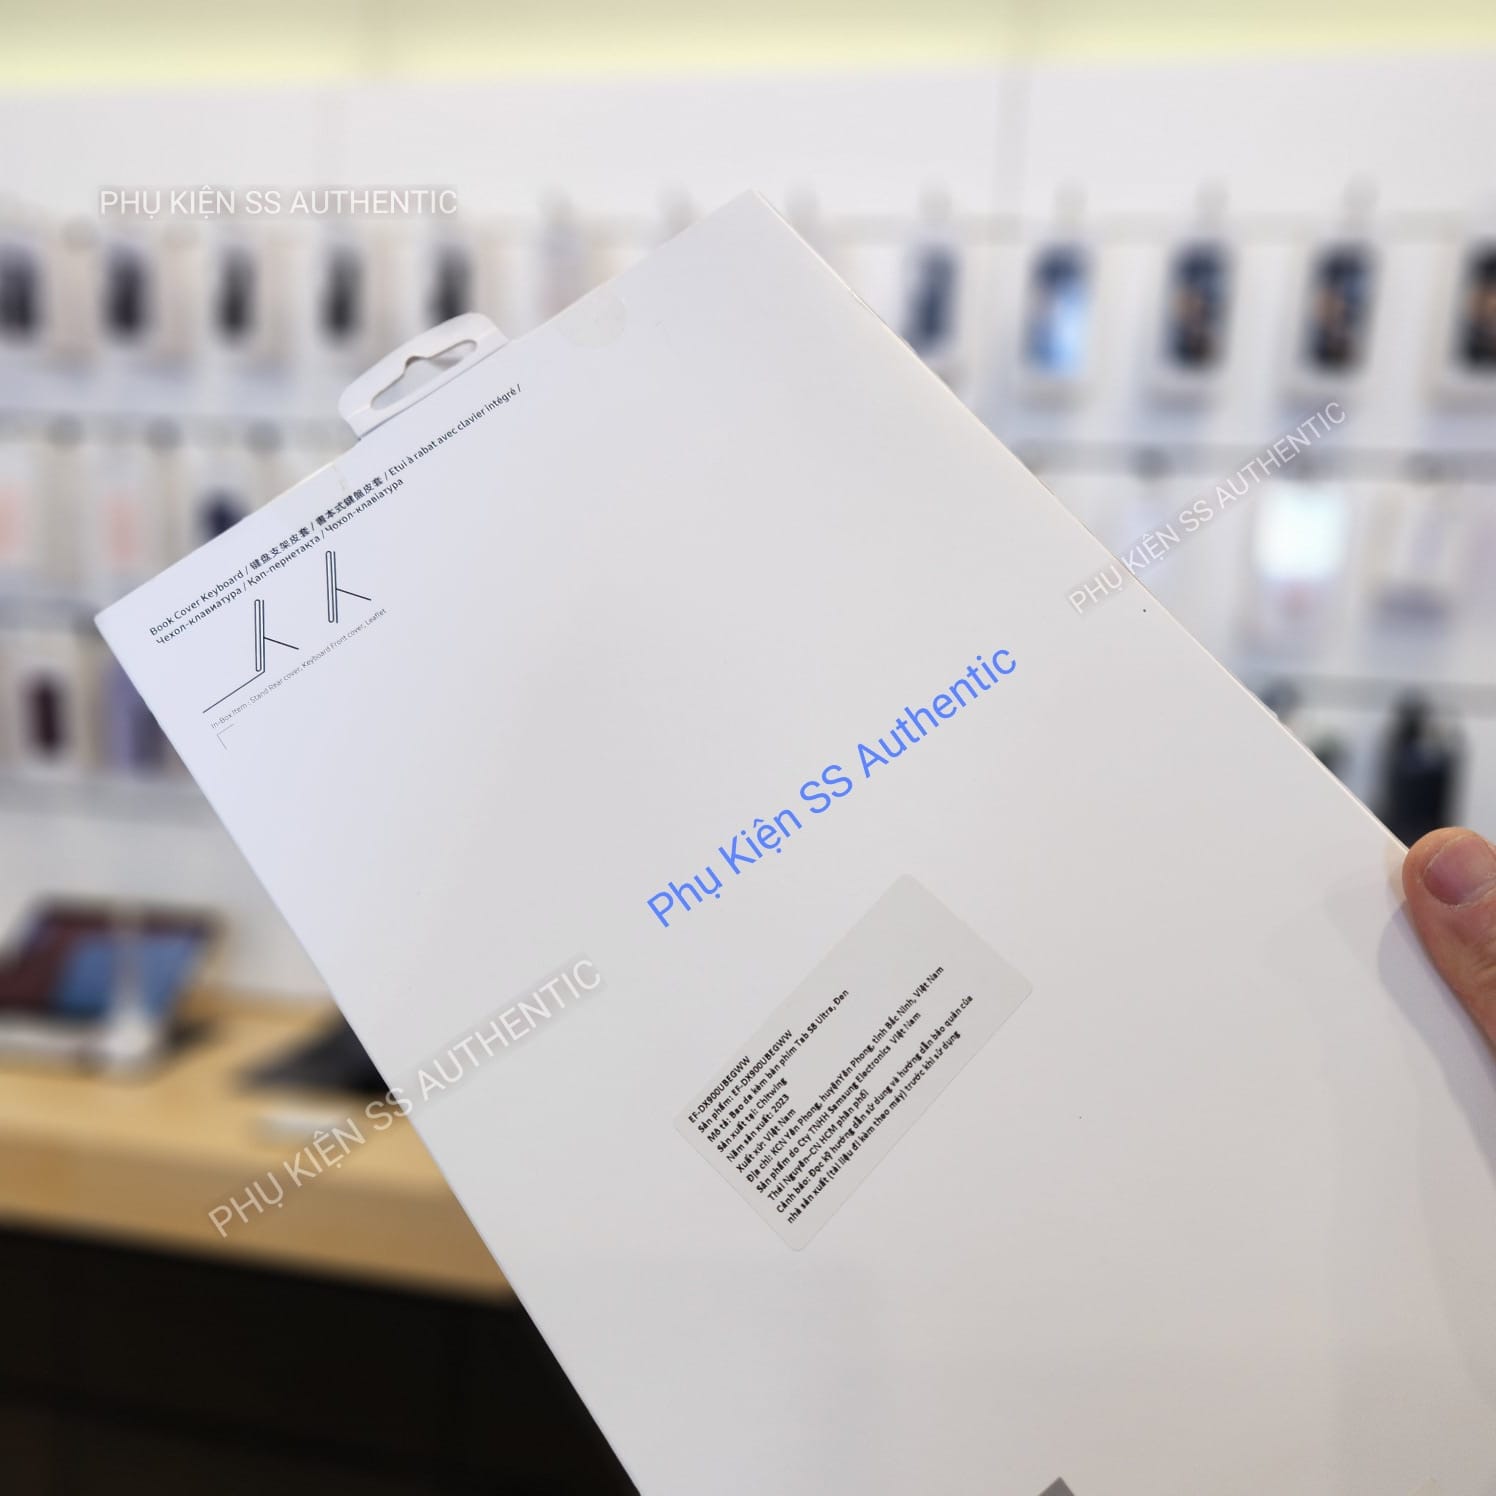 PHỤ KIỆN SS AUTHENTIC
Book Cover Keyboard / 键盘支架皮套 / 書本式鍵盤皮套 / Etui à rabat avec clavier intégré /
Чехол-клавиатура / Қап-пернетақта / Чохол-клавіатура
In-Box Item : Stand Rear cover, Keyboard Front cover, Leaflet
PHỤ KIỆN SS AUTHENTIC
Phụ Kiện SS Authentic
PHỤ KIỆN SS AUTHENTIC
EF-DX900UBEGWW
Sản phẩm: EF-DX900UBEGWW
Mô tả: Bao da kèm bàn phím Tab S8 Ultra, Đen
Sản xuất tại: Chitwing
Năm sản xuất: 2023
Xuất xứ: Việt Nam
Địa chỉ: KCN Yên Phong, huyện Yên Phong, tỉnh Bắc Ninh, Việt Nam
Sản phẩm do Cty TNHH Samsung Electronics Việt Nam
Thái Nguyên-CN HCM phân phối
Cảnh báo: Đọc kỹ hướng dẫn sử dụng và hướng dẫn bảo quản của
nhà sản xuất (tài liệu đi kèm theo máy) trước khi sử dụng